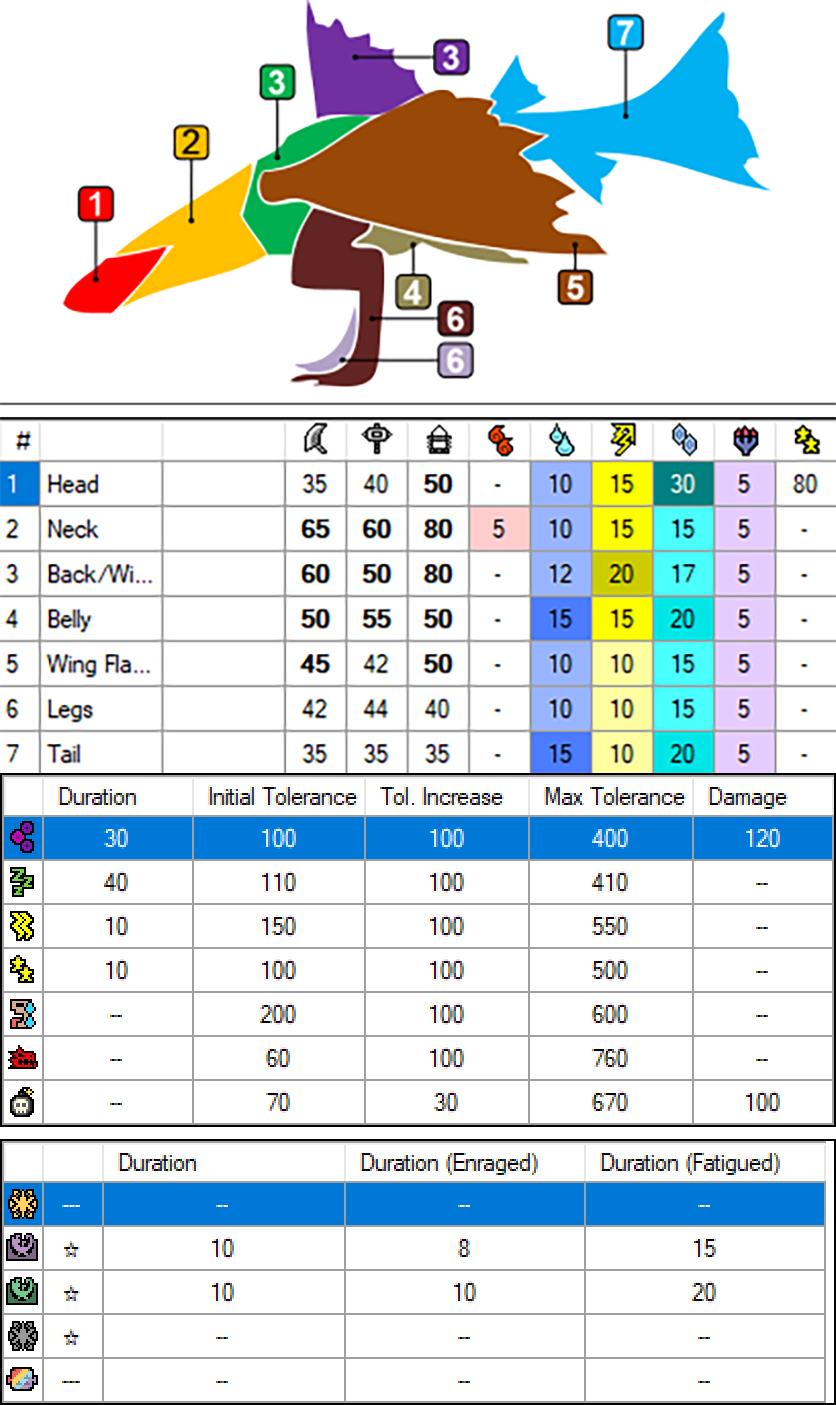 7
3
3
2
1
4
5
6
6
#
1 Head 35 40 50 - 10 15 30 5 80
2 Neck 65 60 80 5 10 15 15 5 -
3 Back/Wi... 60 50 80 - 12 20 17 5 -
4 Belly 50 55 50 - 15 15 20 5 -
5 Wing Fla... 45 42 50 - 10 10 15 5 -
6 Legs 42 44 40 - 10 10 15 5 -
7 Tail 35 35 35 - 15 10 20 5 -
Duration Initial Tolerance Tol. Increase Max Tolerance Damage
30 100 100 400 120
40 110 100 410 --
10 150 100 550 --
10 100 100 500 --
-- 200 100 600 --
-- 60 100 760 --
-- 70 30 670 100
Duration Duration (Enraged) Duration (Fatigued)
--- -- -- --
☆ 10 8 15
☆ 10 10 20
☆ -- -- --
--- -- -- --